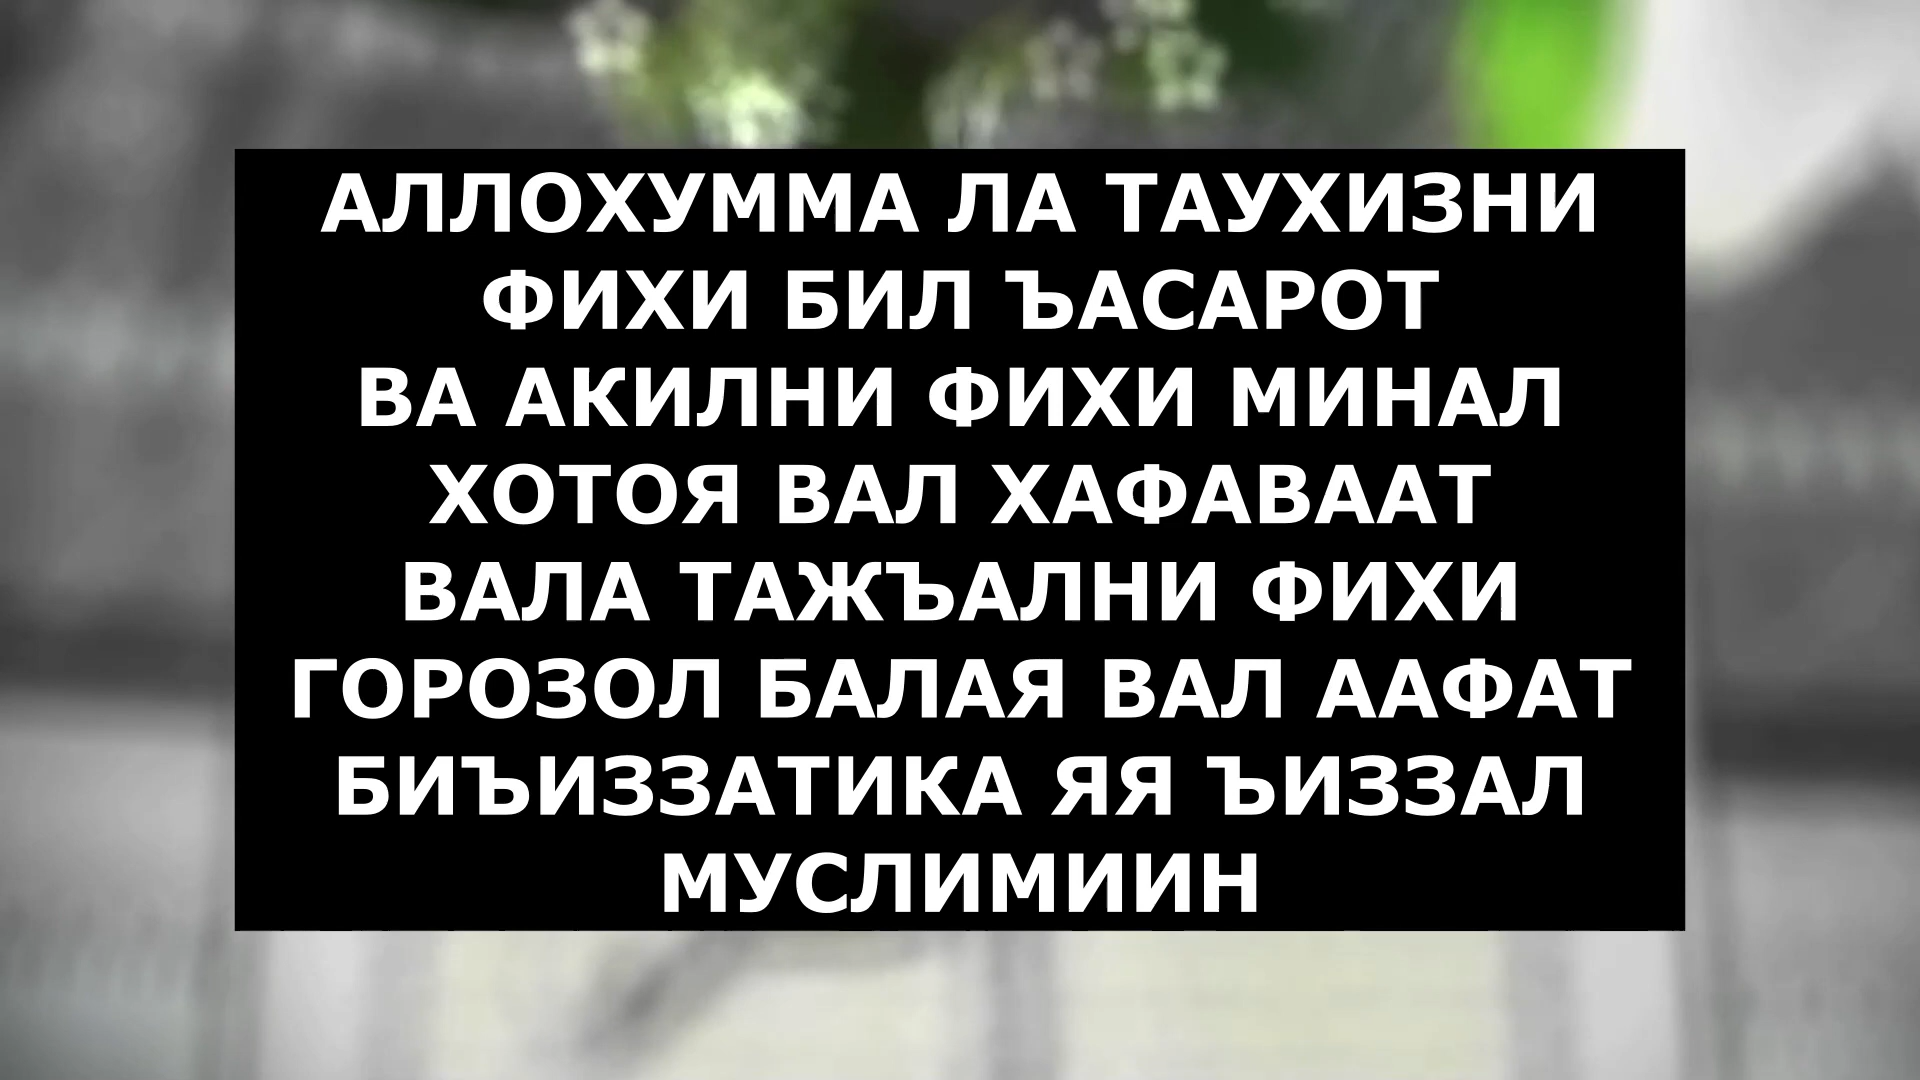 АЛЛОХУММА ЛА ТАУХИЗНИ
ФИХИ БИЛ ЪАСАРОТ
ВА АКИЛНИ ФИХИ МИНАЛ
ХОТОЯ ВАЛ ХАФАВААТ
ВАЛА ТАЖЪАЛНИ ФИХИ
ГОРОЗОЛ БАЛАЯ ВАЛ ААФАТ
БИЪИЗЗАТИКА ЯЯ ЪИЗЗАЛ
МУСЛИМИИН